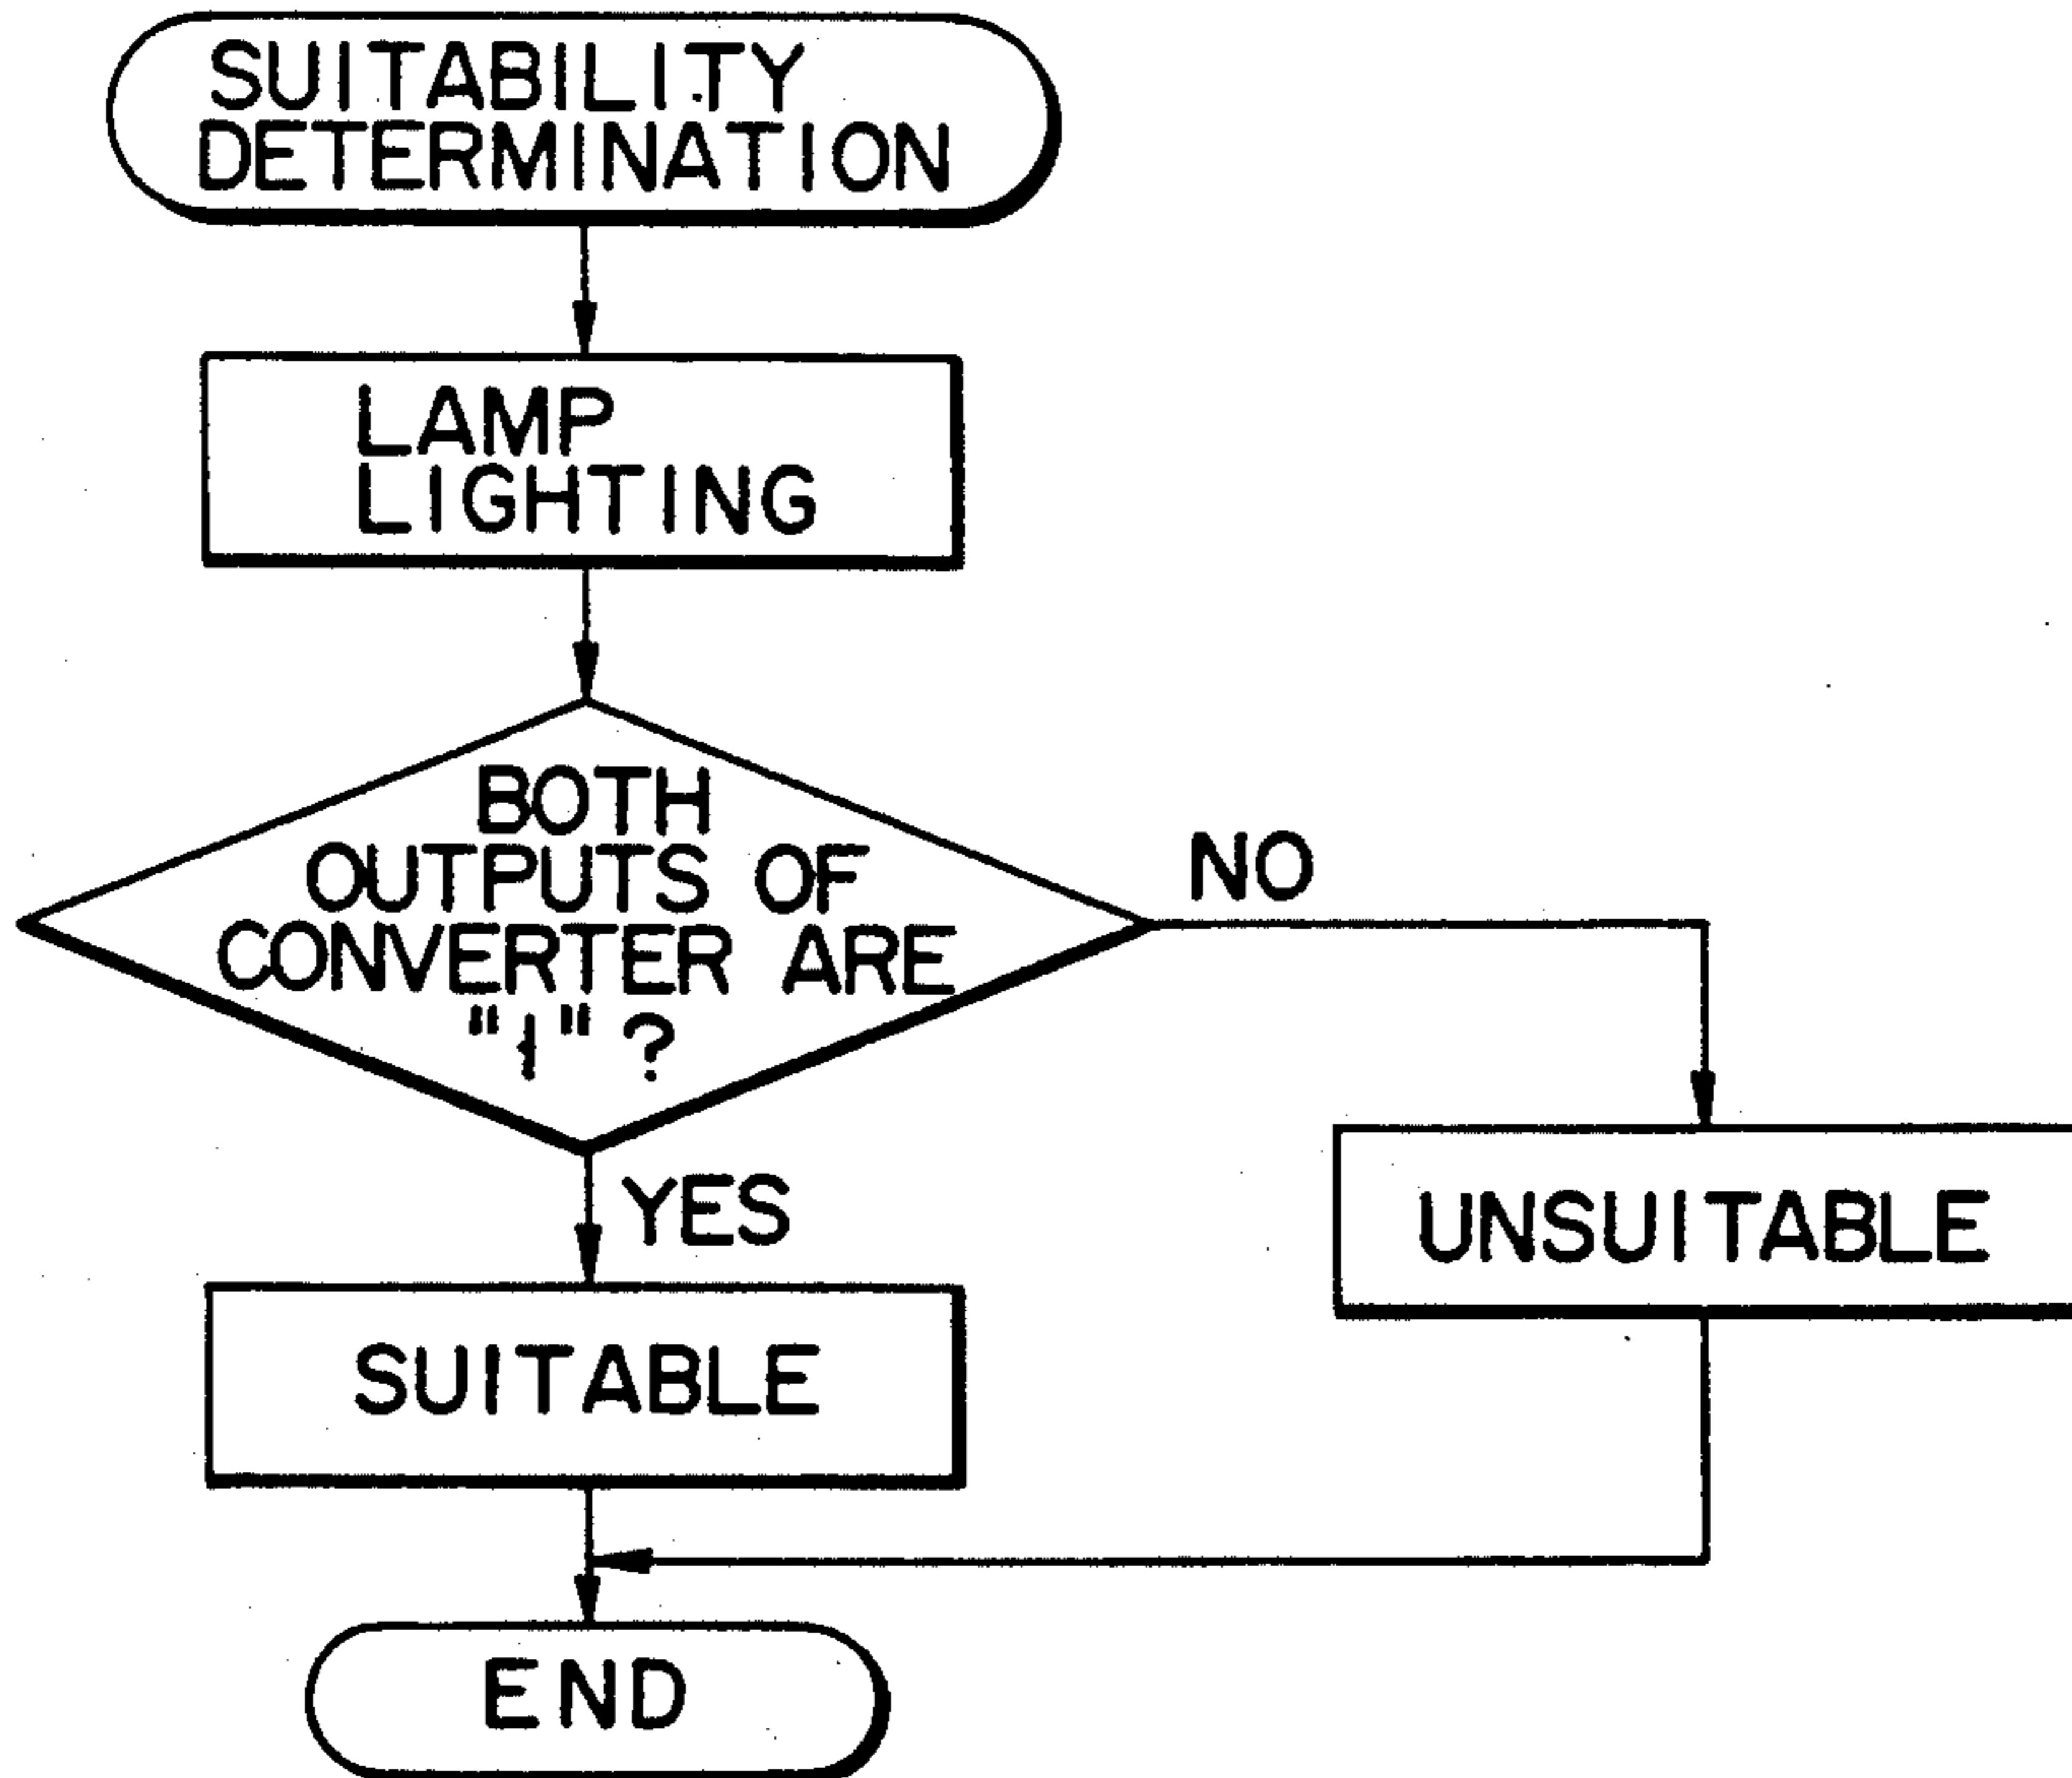 SUITABILITY
DETERMINATION
LAMP
LIGHTING
BOTH
OUTPUTS OF
CONVERTER ARE
"1" ?
NO
YES
UNSUITABLE
SUITABLE
END